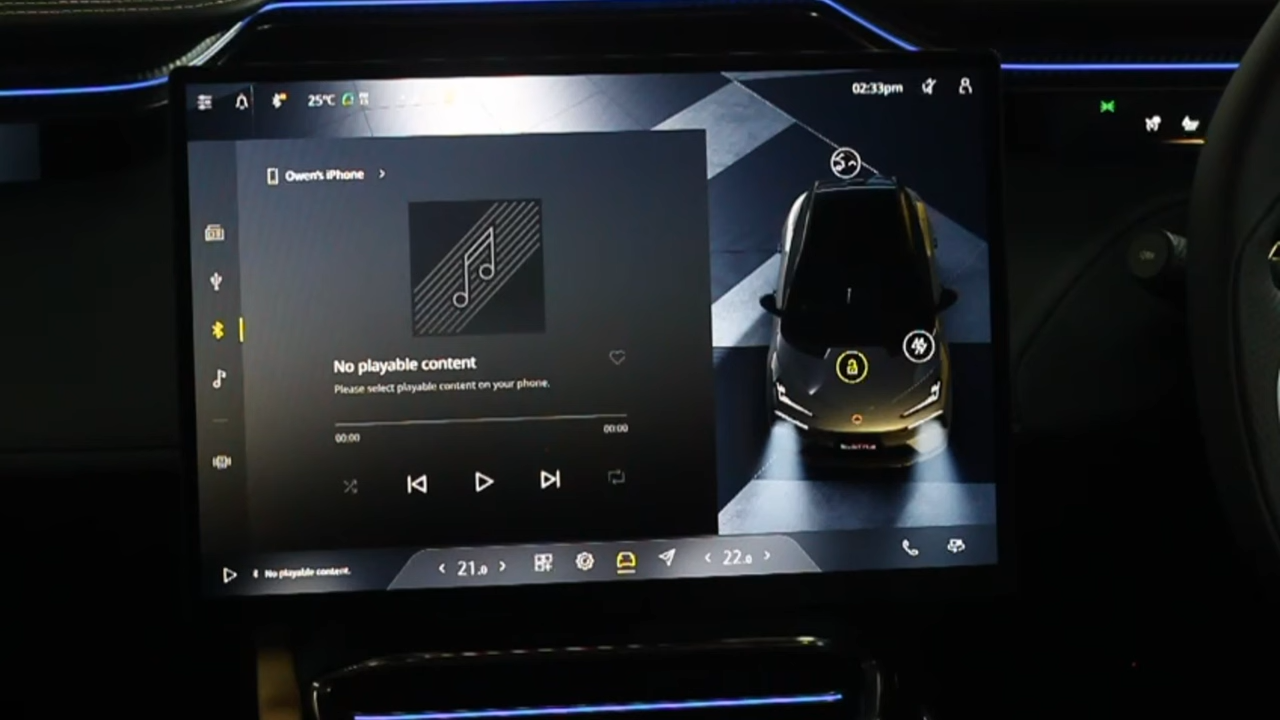 25°C
02:33pm
Owen's iPhone
No playable content
Please select playable content on your phone.
00:00
00:00
No playable content.
21.0
22.0